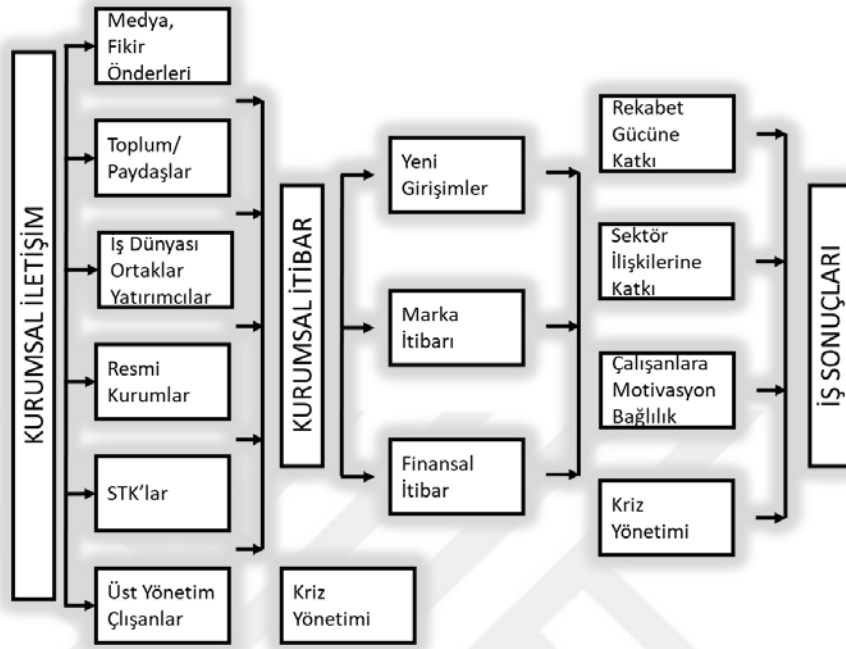 KURUMSAL İLETİŞİM
Medya,
Fikir
Önderleri
Toplum/
Paydaşlar
İş Dünyası
Ortaklar
Yatırımcılar
Resmi
Kurumlar
STK'lar
Üst Yönetim
Çlışanlar
KURUMSAL İTİBAR
Kriz
Yönetimi
Yeni
Girişimler
Marka
İtibarı
Finansal
İtibar
Rekabet
Gücüne
Katkı
Sektör
İlişkilerine
Katkı
Çalışanlara
Motivasyon
Bağlılık
Kriz
Yönetimi
İŞ SONUÇLARI